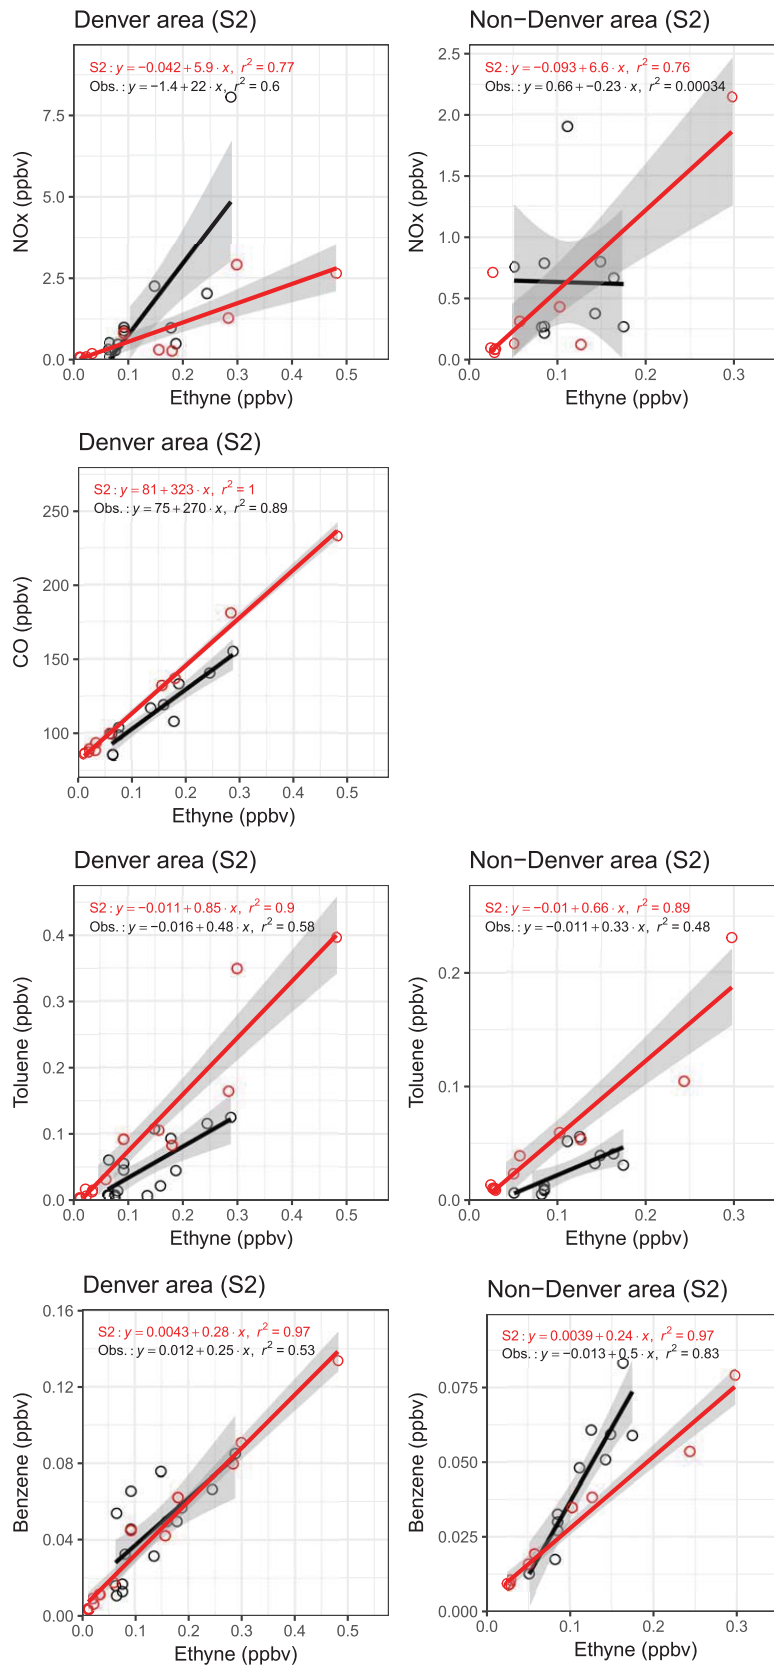 Denver area (S2)
S2 : y = −0.042 + 5.9 · x, r² = 0.77
Obs. : y = −1.4 + 22 · x, r² = 0.6
NOx (ppbv)
7.5
5.0
2.5
0.0
0.0 0.1 0.2 0.3 0.4 0.5
Ethyne (ppbv)
Non−Denver area (S2)
S2 : y = −0.093 + 6.6 · x, r² = 0.76
Obs. : y = 0.66 + −0.23 · x, r² = 0.00034
NOx (ppbv)
2.5
2.0
1.5
1.0
0.5
0.0
0.0 0.1 0.2 0.3
Ethyne (ppbv)
Denver area (S2)
S2 : y = 81 + 323 · x, r² = 1
Obs. : y = 75 + 270 · x, r² = 0.89
CO (ppbv)
250
200
150
100
0.0 0.1 0.2 0.3 0.4 0.5
Ethyne (ppbv)
Denver area (S2)
S2 : y = −0.011 + 0.85 · x, r² = 0.9
Obs. : y = −0.016 + 0.48 · x, r² = 0.58
Toluene (ppbv)
0.4
0.3
0.2
0.1
0.0
0.0 0.1 0.2 0.3 0.4 0.5
Ethyne (ppbv)
Non−Denver area (S2)
S2 : y = −0.01 + 0.66 · x, r² = 0.89
Obs. : y = −0.011 + 0.33 · x, r² = 0.48
Toluene (ppbv)
0.2
0.1
0.0
0.0 0.1 0.2 0.3
Ethyne (ppbv)
Denver area (S2)
S2 : y = 0.0043 + 0.28 · x, r² = 0.97
Obs. : y = 0.012 + 0.25 · x, r² = 0.53
Benzene (ppbv)
0.16
0.12
0.08
0.04
0.00
0.0 0.1 0.2 0.3 0.4 0.5
Ethyne (ppbv)
Non−Denver area (S2)
S2 : y = 0.0039 + 0.24 · x, r² = 0.97
Obs. : y = −0.013 + 0.5 · x, r² = 0.83
Benzene (ppbv)
0.075
0.050
0.025
0.000
0.0 0.1 0.2 0.3
Ethyne (ppbv)